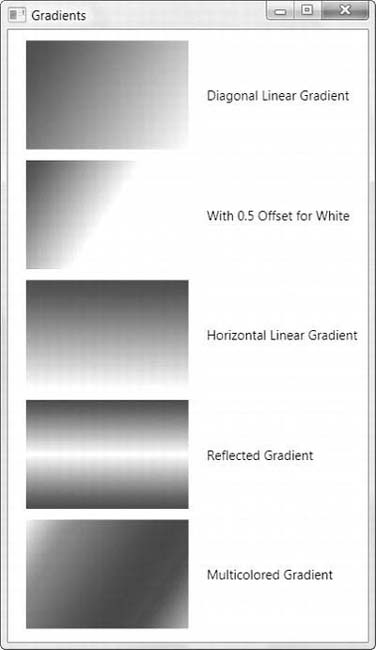 Gradients
Diagonal Linear Gradient
With 0.5 Offset for White
Horizontal Linear Gradient
Reflected Gradient
Multicolored Gradient